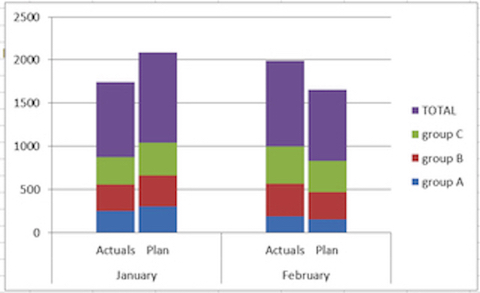 2500
2000
1500
1000
500
0
Actuals Plan Actuals Plan
January February
TOTAL
group C
group B
group A